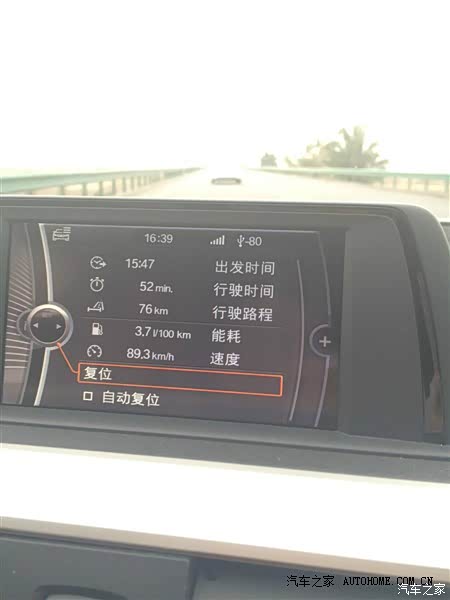 16:39 -80
15:47 出发时间
52 min. 行驶时间
76 km 行驶路程
3.7 l/100 km 能耗
89.3 km/h 速度
复位
自动复位
汽车之家 AUTOHOME.COM.CN
汽车之家